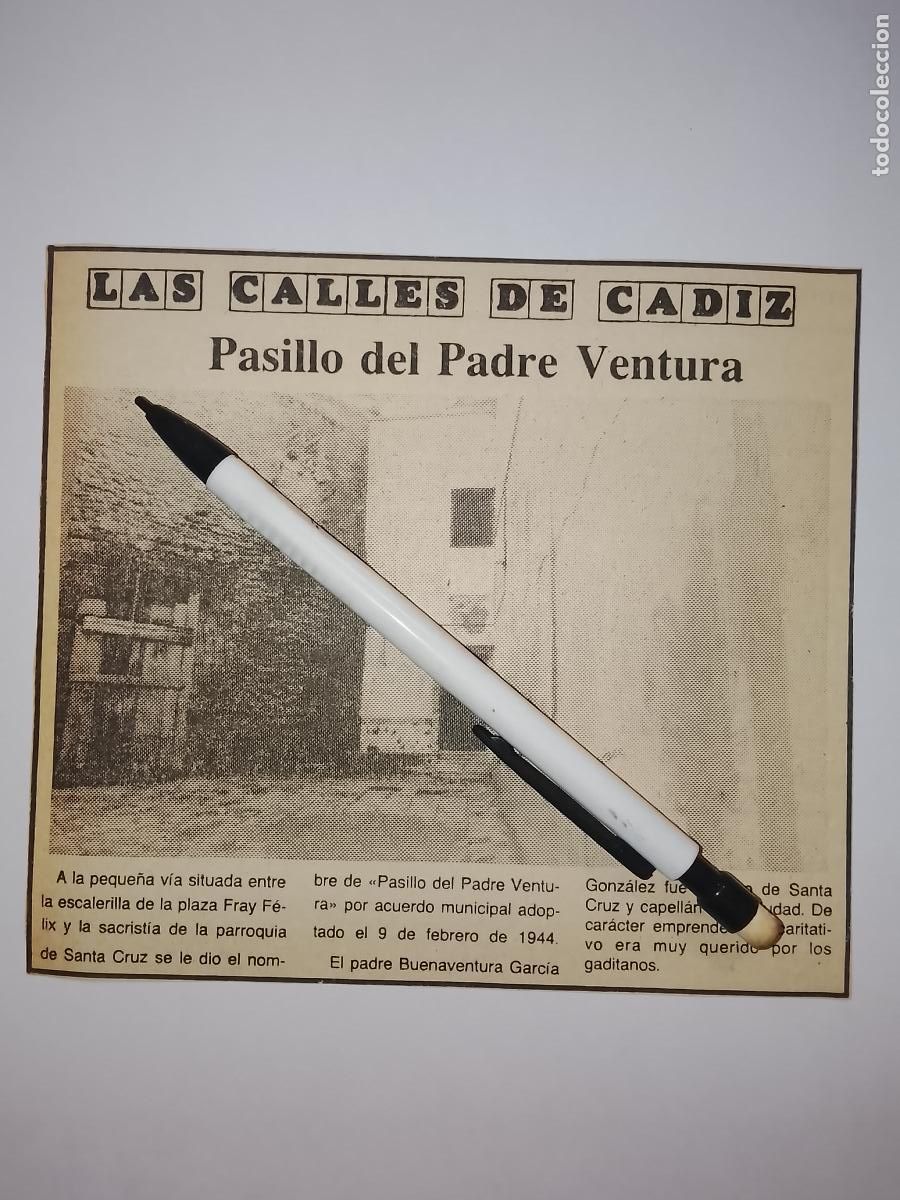 todocoleccion
LAS CALLES DE CADIZ
Pasillo del Padre Ventura
A la pequeña vía situada entre
la escalerilla de la plaza Fray Fé-
lix y la sacristía de la parroquia
de Santa Cruz se le dio el nom-
bre de «Pasillo del Padre Ventu-
ra» por acuerdo municipal adop-
tado el 9 de febrero de 1944.
El padre Buenaventura García
González fue de Santa
Cruz y capellán De
carácter
vo era muy querido por los
gaditanos.